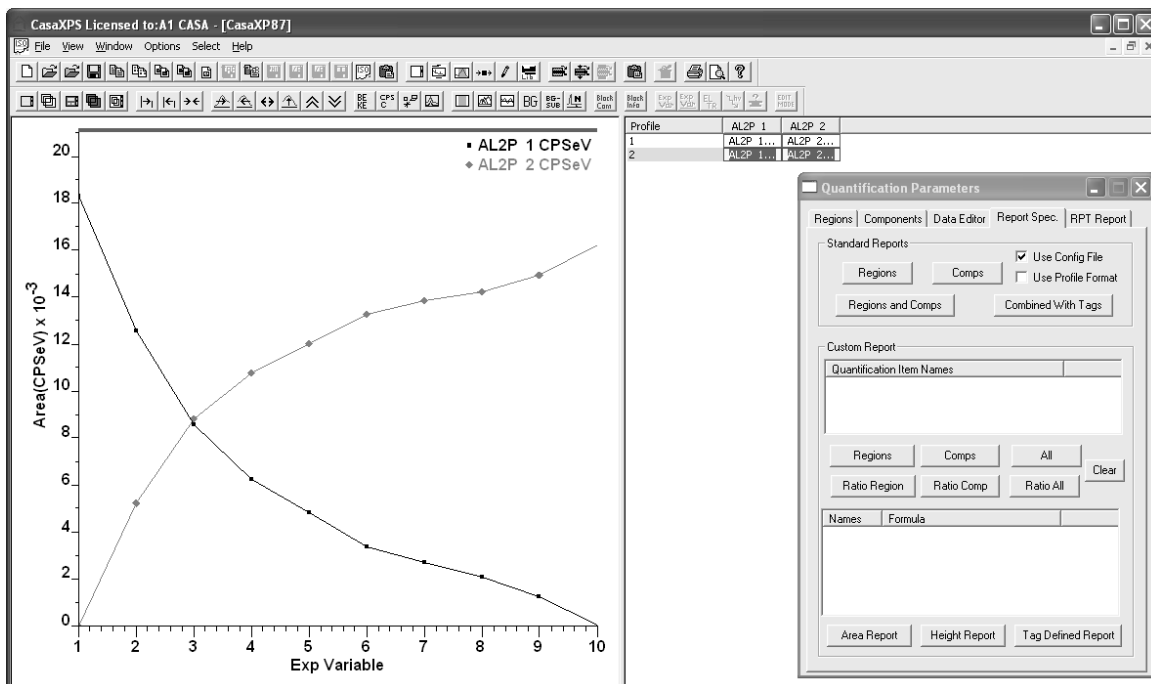 CasaXPS Licensed to:A1 CASA - [CasaXP87]
File View Window Options Select Help
BE KE CPS C BG BG-SUB Black Com Black Info Exp Var Exp Var EL TR EDIT MODE
AL2P 1 CPSeV
AL2P 2 CPSeV
Area(CPSeV) x 10^-3
20
18
16
14
12
10
8
6
4
2
0
1 2 3 4 5 6 7 8 9 10
Exp Variable
Profile AL2P 1 AL2P 2
1 AL2P 1... AL2P 2...
2 AL2P 1... AL2P 2...
Quantification Parameters
Regions Components Data Editor Report Spec. RPT Report
Standard Reports
Use Config File
Regions Comps
Use Profile Format
Regions and Comps Combined With Tags
Custom Report
Quantification Item Names
Regions Comps All
Clear
Ratio Region Ratio Comp Ratio All
Names Formula
Area Report Height Report Tag Defined Report